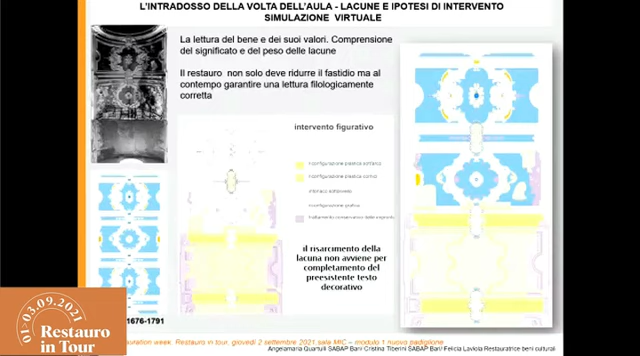 L'INTRADOSSO DELLA VOLTA DELL'AULA - LACUNE E IPOTESI DI INTERVENTO
SIMULAZIONE VIRTUALE
La lettura del bene e dei suoi valori. Comprensione
del significato e del peso delle lacune
Il restauro non solo deve ridurre il fastidio ma al
contempo garantire una lettura filologicamente
corretta
intervento figurativo
il risarcimento della
lacuna non avviene per
completamento del
preesistente testo
decorativo
1676-1791
01>03.09.2021
Restauro
in Tour
week. Restauro in tour, giovedì 2 settembre 2021 sala MIC – modulo 1 nuovo padiglione
Angelamaria Quartulli SABAP Bari Cristina Tiberini SABAP Bari Felicia Laviola Restauratrice beni culturali